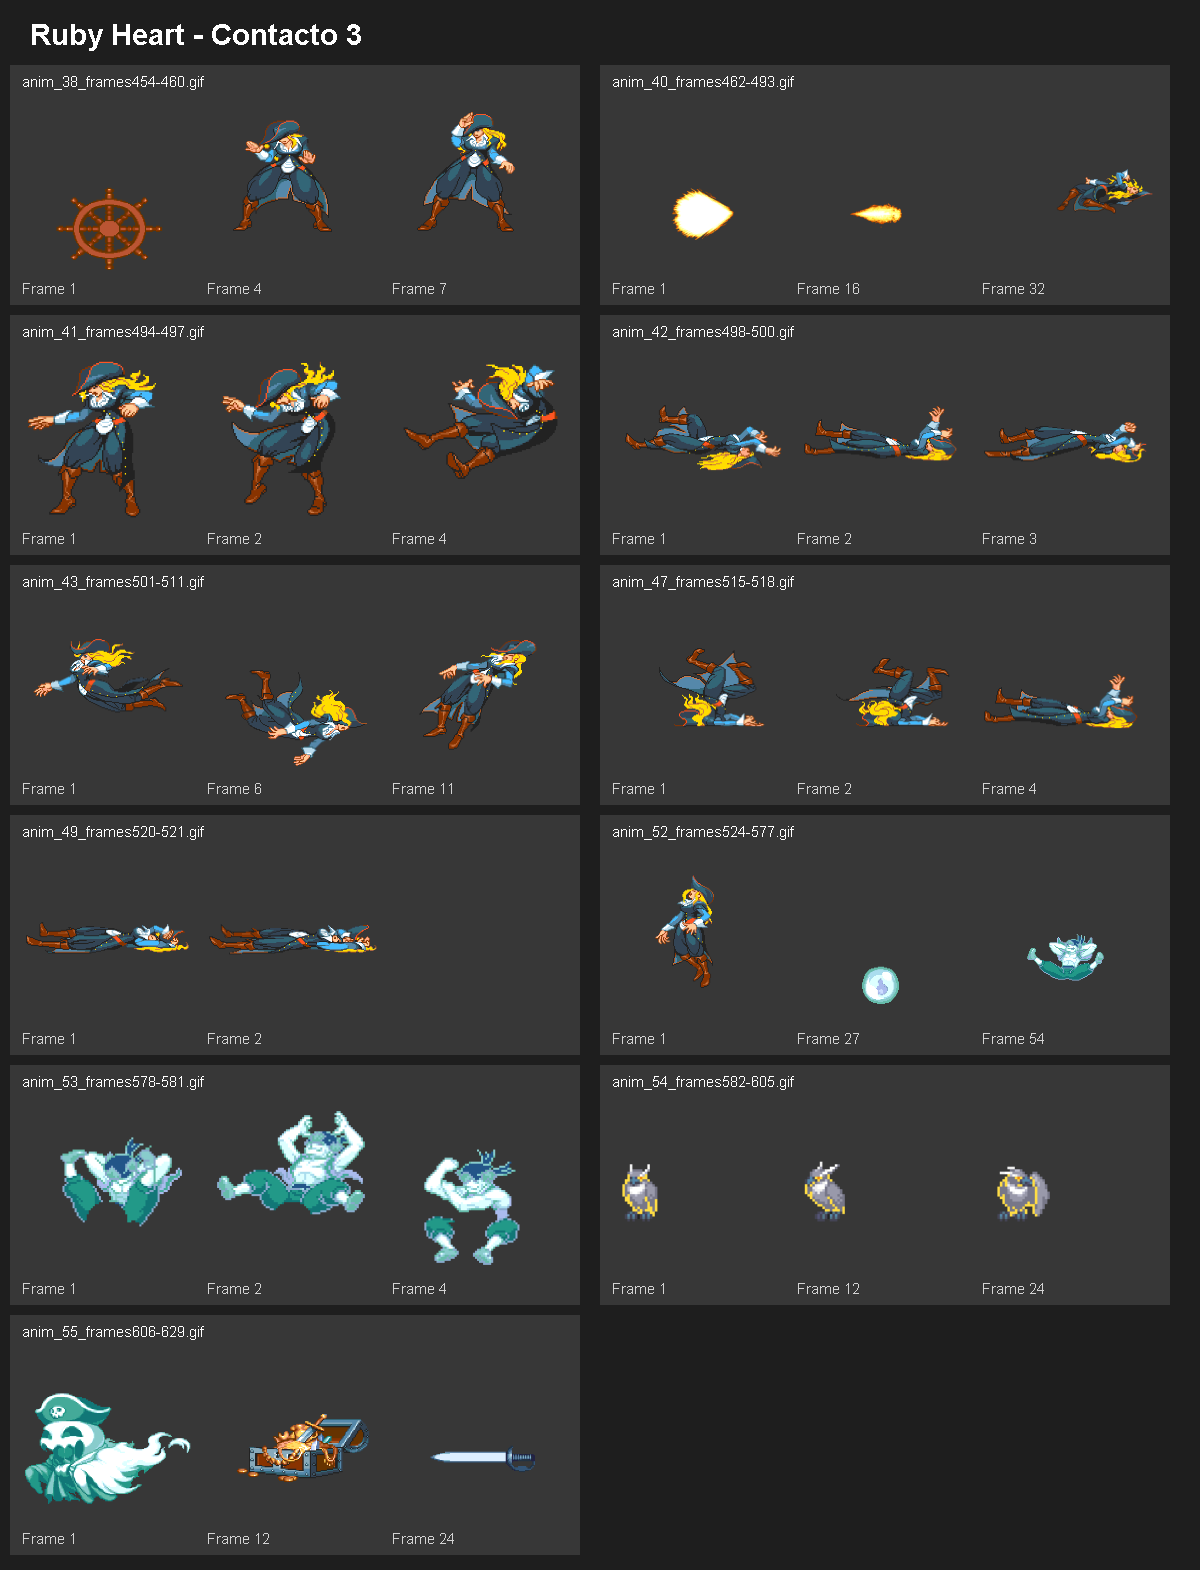 Ruby Heart - Contacto 3
anim_38_frames454-460.gif
Frame 1
Frame 4
Frame 7
anim_40_frames462-493.gif
Frame 1
Frame 16
Frame 32
anim_41_frames494-497.gif
Frame 1
Frame 2
Frame 4
anim_42_frames498-500.gif
Frame 1
Frame 2
Frame 3
anim_43_frames501-511.gif
Frame 1
Frame 6
Frame 11
anim_47_frames515-518.gif
Frame 1
Frame 2
Frame 4
anim_49_frames520-521.gif
Frame 1
Frame 2
anim_52_frames524-577.gif
Frame 1
Frame 27
Frame 54
anim_53_frames578-581.gif
Frame 1
Frame 2
Frame 4
anim_54_frames582-605.gif
Frame 1
Frame 12
Frame 24
anim_55_frames606-629.gif
Frame 1
Frame 12
Frame 24